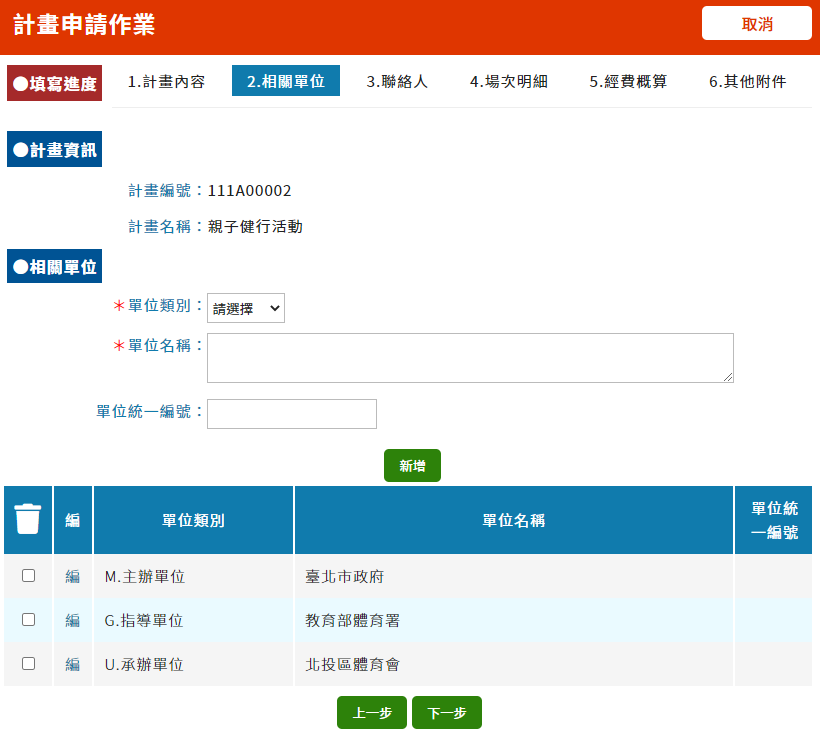 計畫申請作業
取消
●填寫進度
1.計畫內容
2.相關單位
3.聯絡人
4.場次明細
5.經費概算
6.其他附件
●計畫資訊
計畫編號：111A00002
計畫名稱：親子健行活動
●相關單位
＊單位類別：請選擇
＊單位名稱：
單位統一編號：
新增
編 單位類別 單位名稱 單位統
一編號
編 M.主辦單位 臺北市政府
編 G.指導單位 教育部體育署
編 U.承辦單位 北投區體育會
上一步 下一步